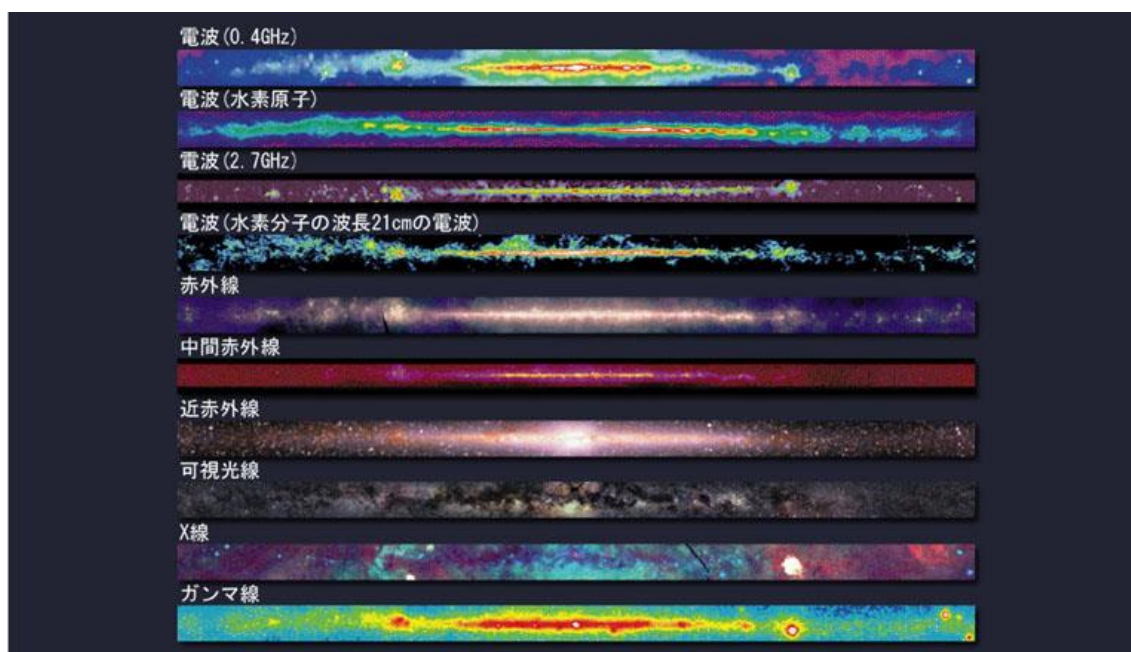 電波(0.4GHz)
電波(水素原子)
電波(2.7GHz)
電波(水素分子の波長21cmの電波)
赤外線
中間赤外線
近赤外線
可視光線
X線
ガンマ線